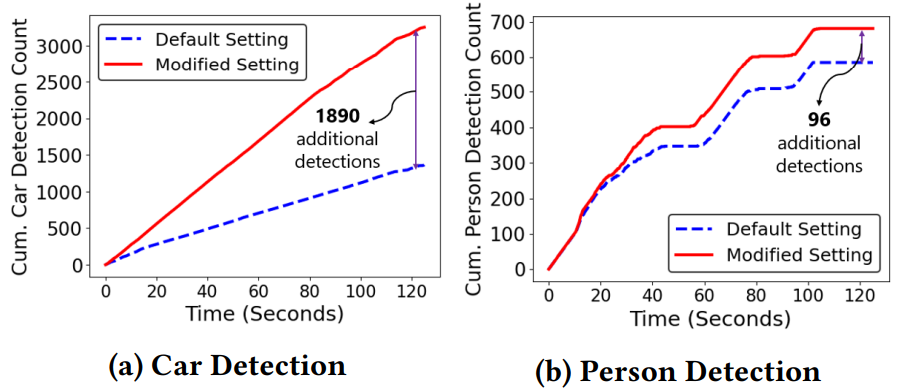 Cum. Car Detection Count
3000
2500
2000
1500
1000
500
0
Default Setting
Modified Setting
1890
additional
detections
0 20 40 60 80 100 120
Time (Seconds)
(a) Car Detection
Cum. Person Detection Count
700
600
500
400
300
200
100
0
96
additional
detections
Default Setting
Modified Setting
0 20 40 60 80 100 120
Time (Seconds)
(b) Person Detection